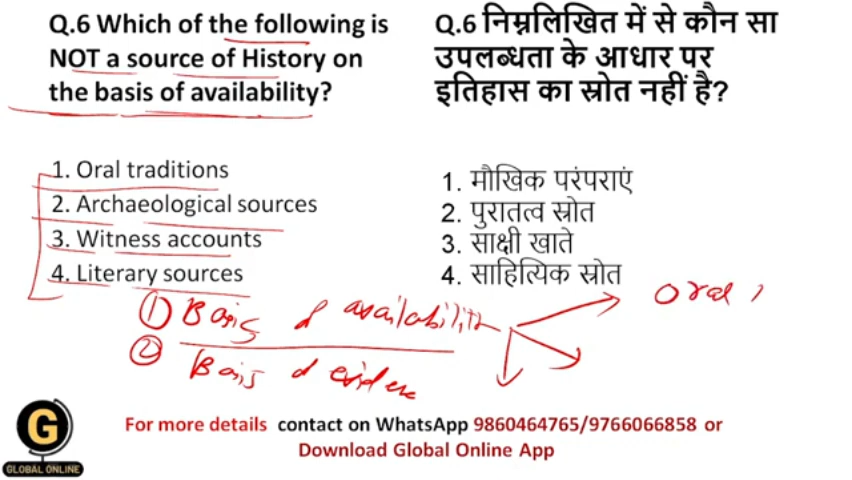 Q.6 Which of the following is
NOT a source of History on
the basis of availability?
1. Oral traditions
2. Archaeological sources
3. Witness accounts
4. Literary sources
Q.6 निम्नलिखित में से कौन सा
उपलब्धता के आधार पर
इतिहास का स्रोत नहीं है?
1. मौखिक परंपराएं
2. पुरातत्व स्रोत
3. साक्षी खाते
4. साहित्यिक स्रोत
① Basis of availability
Oral ,
② Basis of evidenc
For more details contact on WhatsApp 9860464765/9766066858 or
Download Global Online App
G
GLOBAL ONLINE